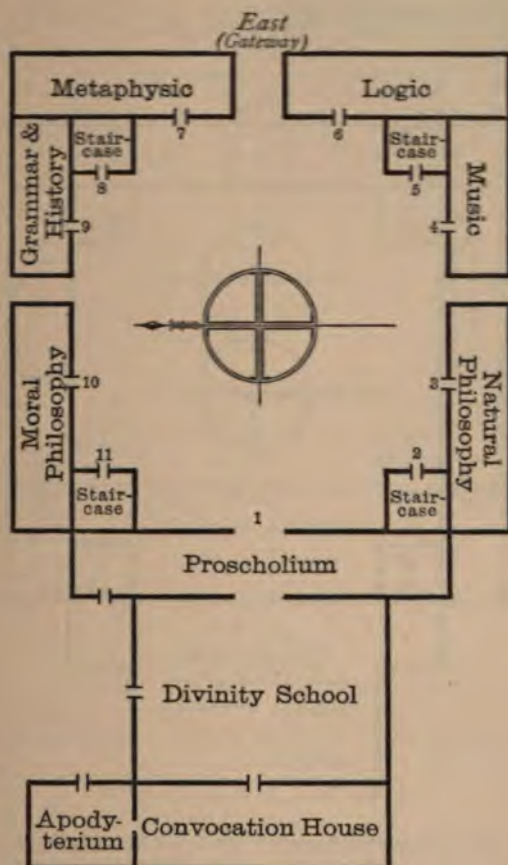 East
(Gateway)
Metaphysic
Logic
7
6
Stair-
case
8
Stair-
case
5
Grammar &
History
9
Music
4
Moral
Philosophy
10
Natural
Philosophy
3
11
Stair-
case
2
Stair-
case
1
Proscholium
Divinity School
Apody-
terium
Convocation House